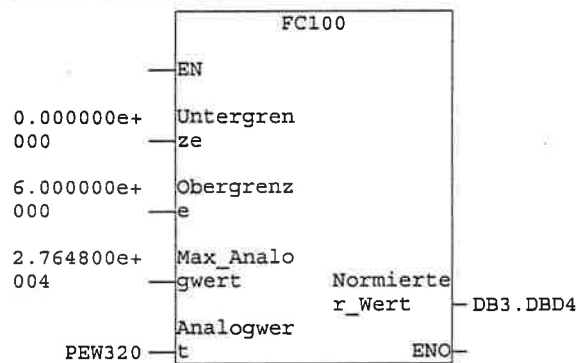 FC100
EN
0.000000e+ Untergren
000 ze
6.000000e+ Obergrenz
000 e
2.764800e+ Max_Analo
004 gwert
Normierte
r_Wert DB3.DBD4
Analogwer
PEW320 t ENO